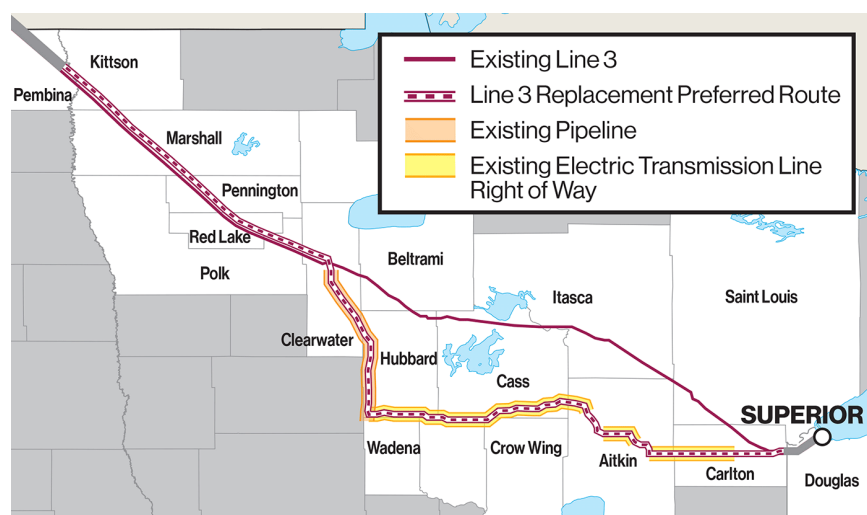 Kittson
Pembina
Marshall
Pennington
Red Lake
Polk
Clearwater
Beltrami
Hubbard
Itasca
Cass
Saint Louis
Wadena
Crow Wing
Aitkin
Carlton
SUPERIOR
Douglas
Existing Line 3
Line 3 Replacement Preferred Route
Existing Pipeline
Existing Electric Transmission Line
Right of Way